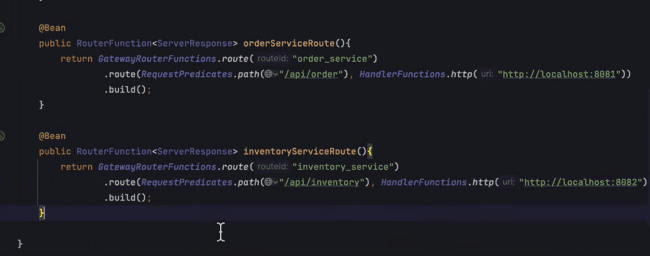 @Bean
public RouterFunction<ServerResponse> orderServiceRoute(){
return GatewayRouterFunctions.route( routeId: "order_service")
.route(RequestPredicates.path("/api/order"), HandlerFunctions.http( uri: "http://localhost:8081"))
.build();
}
@Bean
public RouterFunction<ServerResponse> inventoryServiceRoute(){
return GatewayRouterFunctions.route( routeId: "inventory_service")
.route(RequestPredicates.path("/api/inventory"), HandlerFunctions.http( uri: "http://localhost:8082")
.build();
}
}